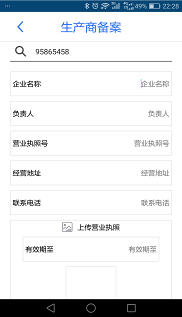 49% 22:28
生产商备案
95865458
企业名称 企业名称
负责人 负责人
营业执照号 营业执照号
经营地址 经营地址
联系电话 联系电话
上传营业执照
有效期至 有效期至